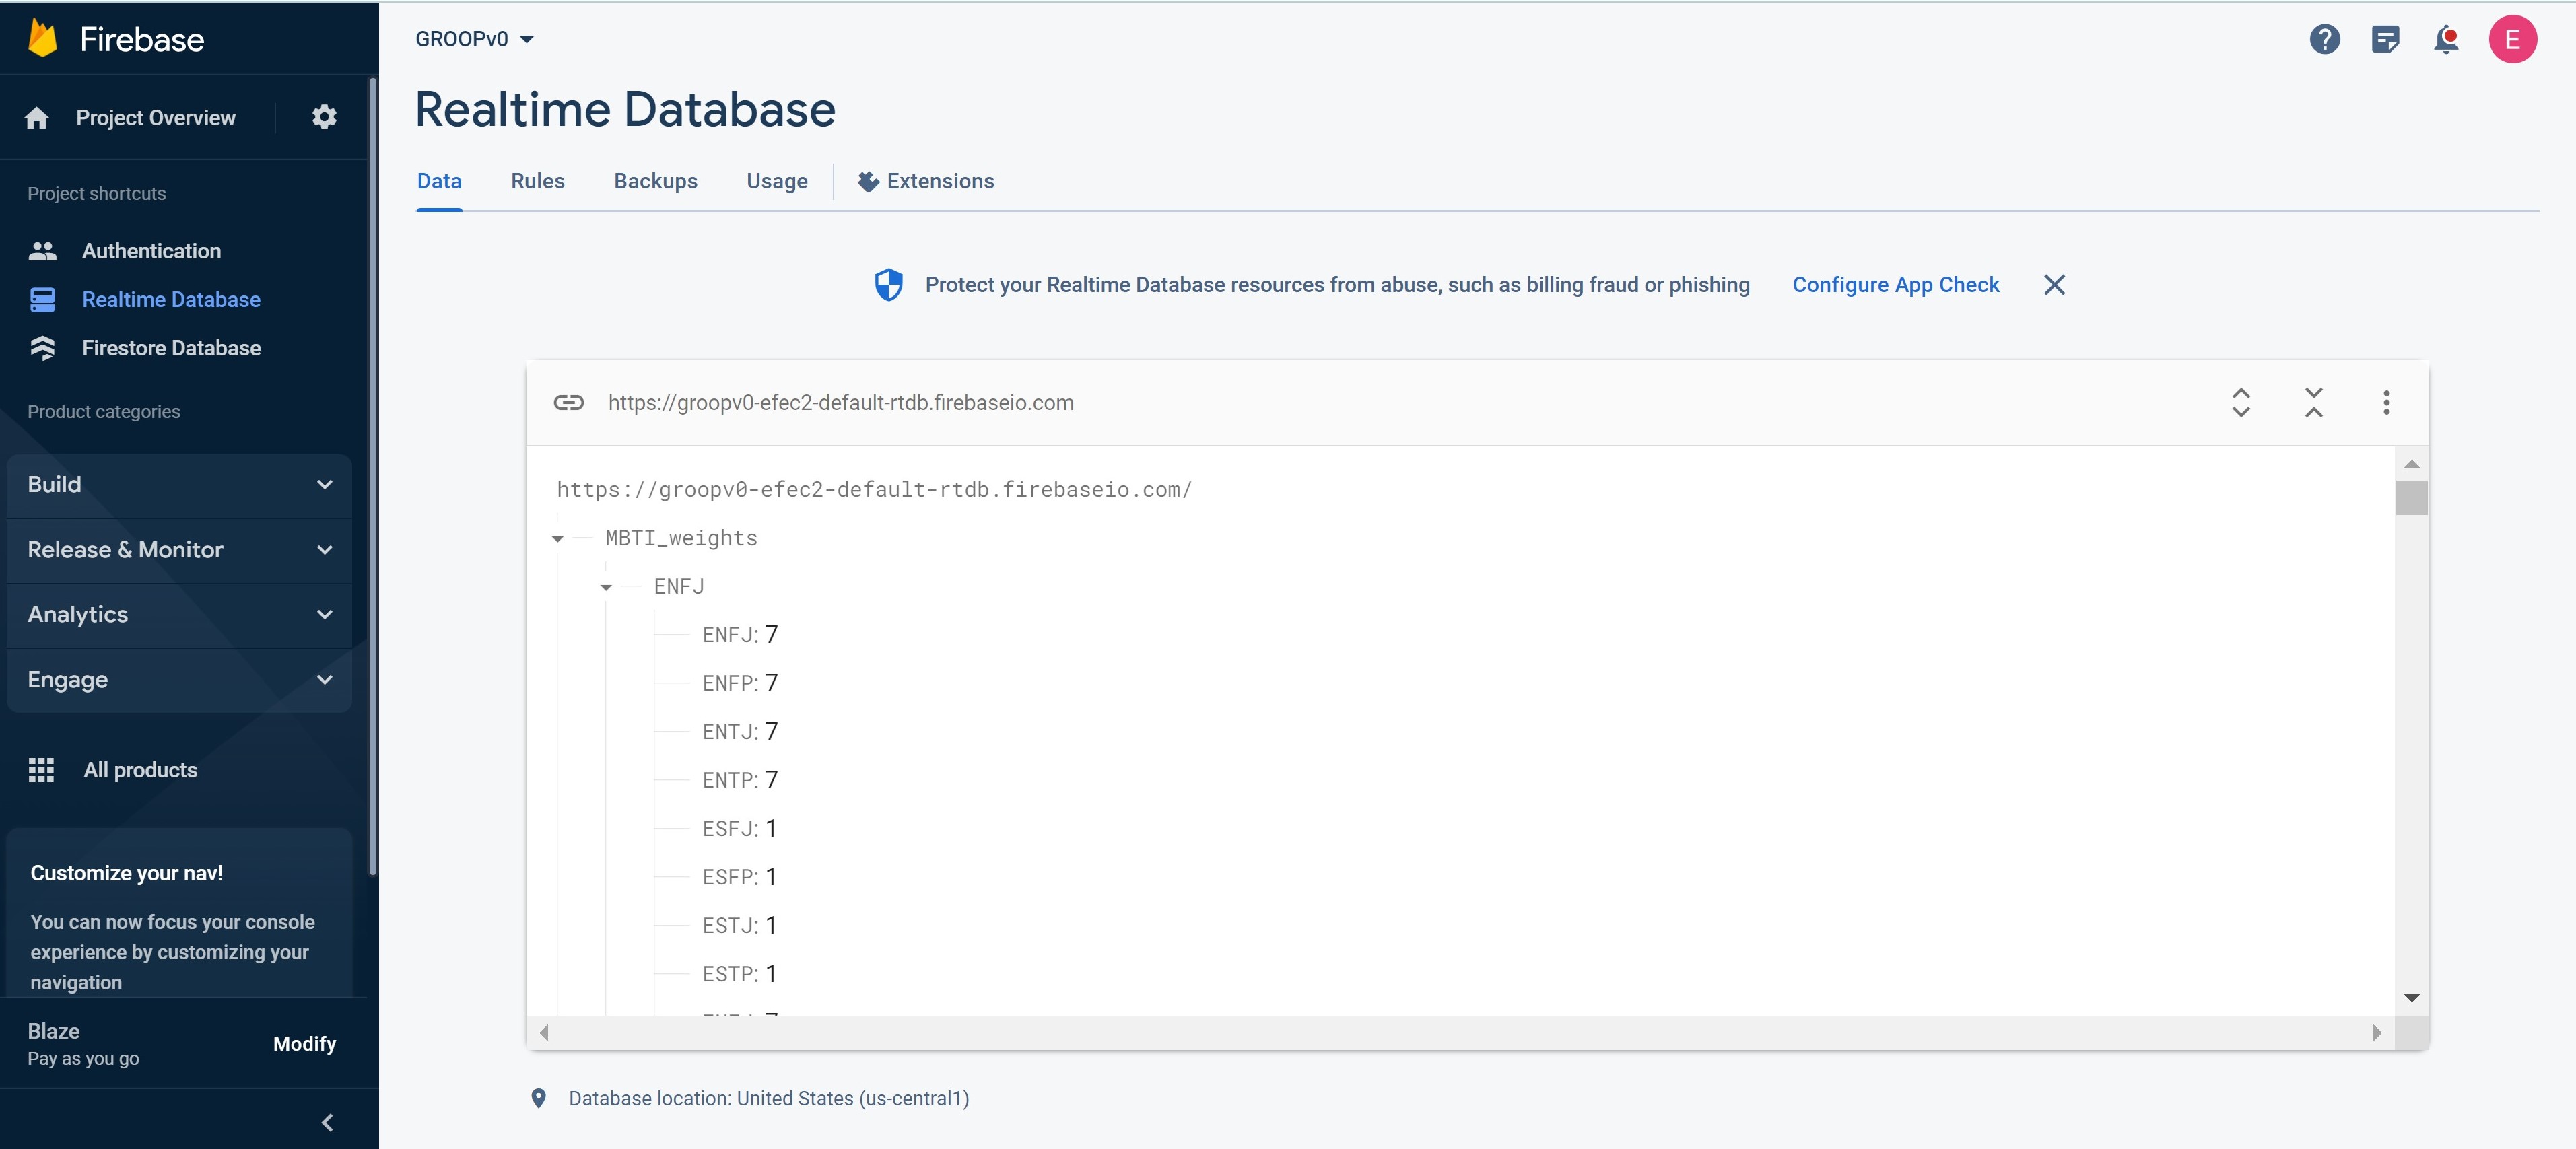 Firebase
Project Overview
Project shortcuts
Authentication
Realtime Database
Firestore Database
Product categories
Build
Release & Monitor
Analytics
Engage
All products
Customize your nav!
You can now focus your console
experience by customizing your
navigation
Blaze
Pay as you go
Modify
GROOPv0
E
Realtime Database
Data Rules Backups Usage Extensions
Protect your Realtime Database resources from abuse, such as billing fraud or phishing Configure App Check
https://groopv0-efec2-default-rtdb.firebaseio.com
https://groopv0-efec2-default-rtdb.firebaseio.com/
MBTI_weights
ENFJ
ENFJ: 7
ENFP: 7
ENTJ: 7
ENTP: 7
ESFJ: 1
ESFP: 1
ESTJ: 1
ESTP: 1
Database location: United States (us-central1)